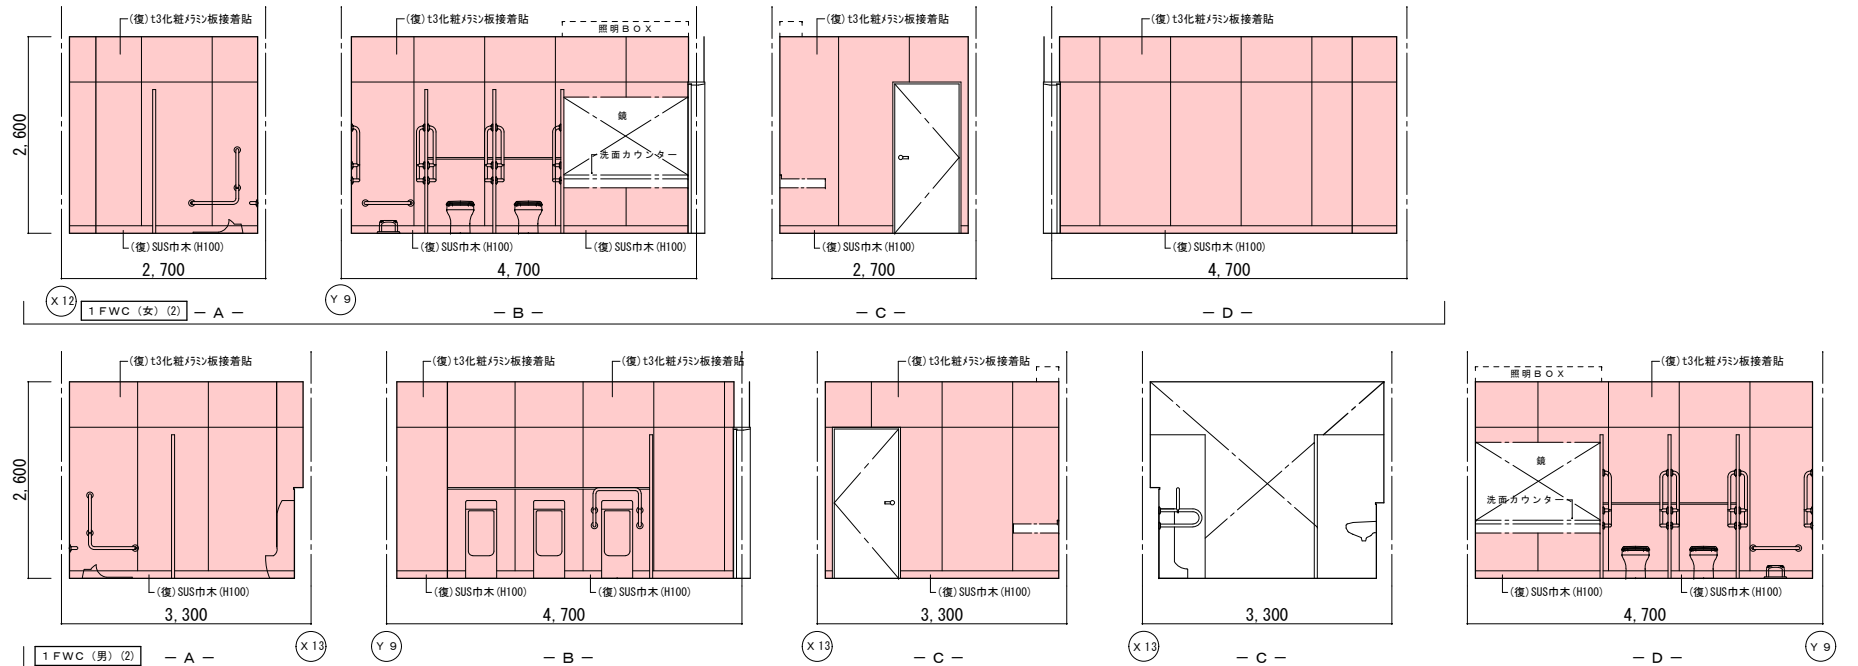 (復)t3化粧メラミン板接着貼
(復)t3化粧メラミン板接着貼
照明BOX
(復)t3化粧メラミン板接着貼
(復)t3化粧メラミン板接着貼
2,600
鏡
洗面カウンター
(復)SUS巾木(H100)
(復)SUS巾木(H100)
(復)SUS巾木(H100)
(復)SUS巾木(H100)
(復)SUS巾木(H100)
2,700
4,700
2,700
4,700
X12
Y9
1FWC(女)(2)
-A-
-B-
-C-
-D-
(復)t3化粧メラミン板接着貼
(復)t3化粧メラミン板接着貼
(復)t3化粧メラミン板接着貼
(復)t3化粧メラミン板接着貼
照明BOX
(復)t3化粧メラミン板接着貼
2,600
鏡
洗面カウンター
(復)SUS巾木(H100)
(復)SUS巾木(H100)
(復)SUS巾木(H100)
(復)SUS巾木(H100)
(復)SUS巾木(H100)
(復)SUS巾木(H100)
3,300
4,700
3,300
3,300
4,700
X13
Y9
X13
X13
Y9
1FWC(男)(2)
-A-
-B-
-C-
-C-
-D-